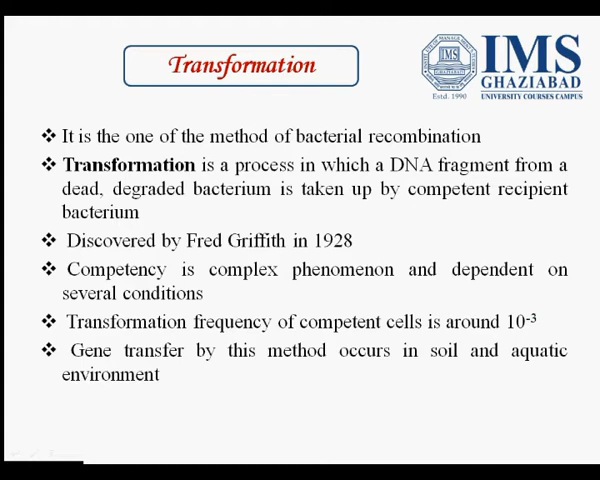 Transformation
IMS
GHAZIABAD
UNIVERSITY COURSES CAMPUS
Estd. 1990
❖ It is the one of the method of bacterial recombination
❖ Transformation is a process in which a DNA fragment from a
dead, degraded bacterium is taken up by competent recipient
bacterium
❖ Discovered by Fred Griffith in 1928
❖ Competency is complex phenomenon and dependent on
several conditions
❖ Transformation frequency of competent cells is around 10⁻³
❖ Gene transfer by this method occurs in soil and aquatic
environment